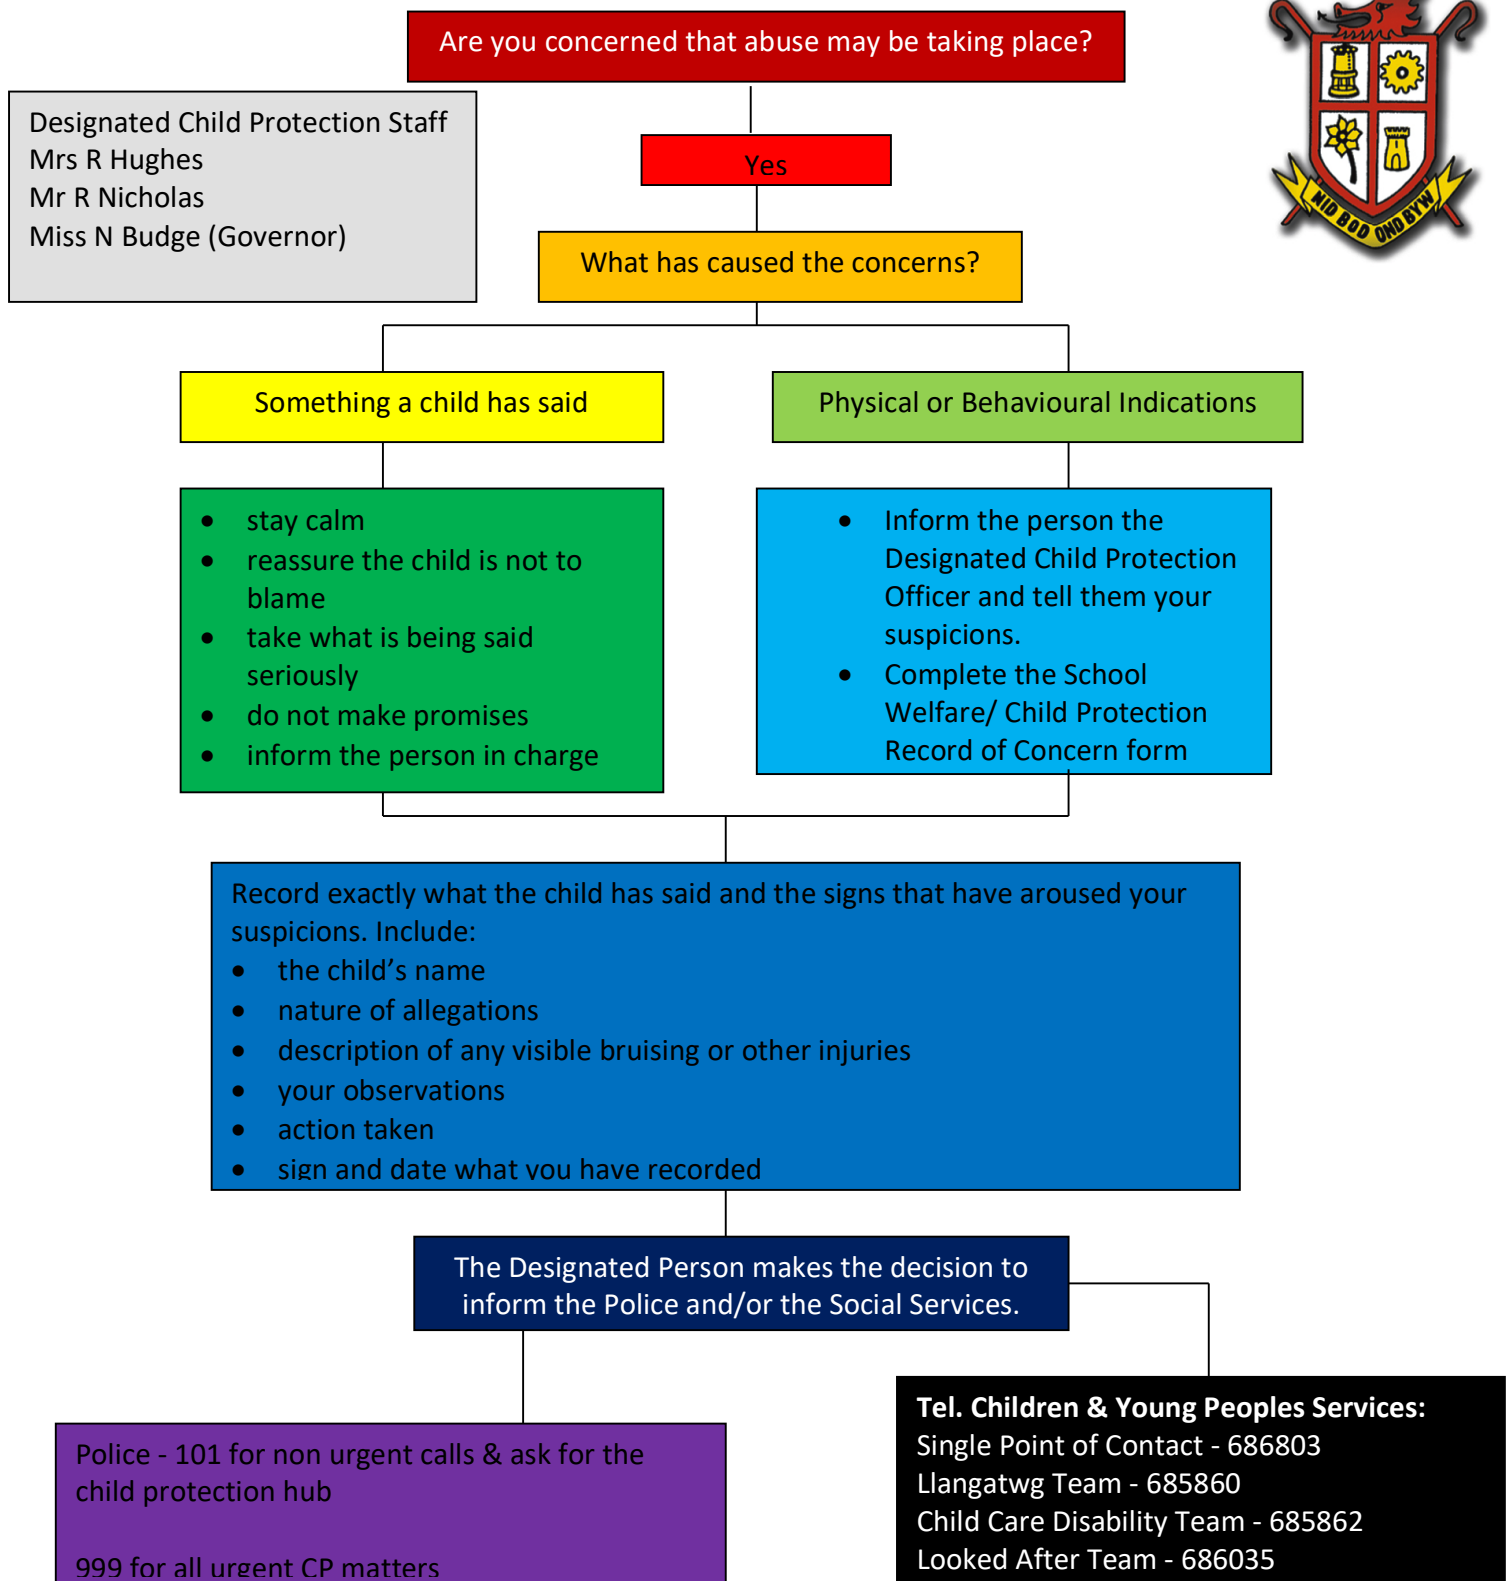 Are you concerned that abuse may be taking place?
Designated Child Protection Staff
Mrs R Hughes
Mr R Nicholas
Miss N Budge (Governor)
Yes
NID BOD OND BYW
What has caused the concerns?
Something a child has said
Physical or Behavioural Indications
• stay calm
• reassure the child is not to
blame
• take what is being said
seriously
• do not make promises
• inform the person in charge
• Inform the person the
Designated Child Protection
Officer and tell them your
suspicions.
• Complete the School
Welfare/ Child Protection
Record of Concern form
Record exactly what the child has said and the signs that have aroused your
suspicions. Include:
• the child’s name
• nature of allegations
• description of any visible bruising or other injuries
• your observations
• action taken
• sign and date what you have recorded
The Designated Person makes the decision to
inform the Police and/or the Social Services.
Police - 101 for non urgent calls & ask for the
child protection hub
999 for all urgent CP matters
Tel. Children & Young Peoples Services:
Single Point of Contact - 686803
Llangatwg Team - 685860
Child Care Disability Team - 685862
Looked After Team - 686035